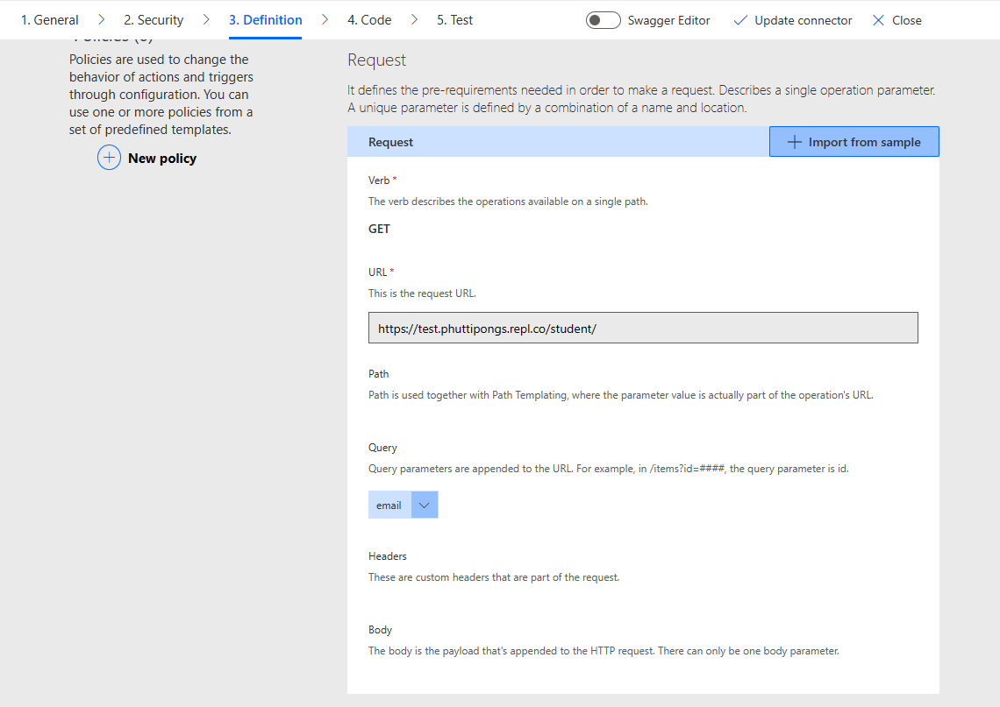 1. General
2. Security
3. Definition
4. Code
5. Test
Swagger Editor
Update connector
Close
Policies are used to change the
behavior of actions and triggers
through configuration. You can
use one or more policies from a
set of predefined templates.
New policy
Request
It defines the pre-requirements needed in order to make a request. Describes a single operation parameter.
A unique parameter is defined by a combination of a name and location.
Request
Import from sample
Verb *
The verb describes the operations available on a single path.
GET
URL *
This is the request URL.
https://test.phuttipongs.repl.co/student/
Path
Path is used together with Path Templating, where the parameter value is actually part of the operation's URL.
Query
Query parameters are appended to the URL. For example, in /items?id=####, the query parameter is id.
email
Headers
These are custom headers that are part of the request.
Body
The body is the payload that's appended to the HTTP request. There can only be one body parameter.